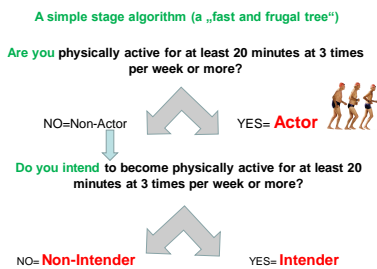 A simple stage algorithm (a „fast and frugal tree“)
Are you physically active for at least 20 minutes at 3 times
per week or more?
NO=Non-Actor YES= Actor
Do you intend to become physically active for at least 20
minutes at 3 times per week or more?
NO= Non-Intender YES= Intender